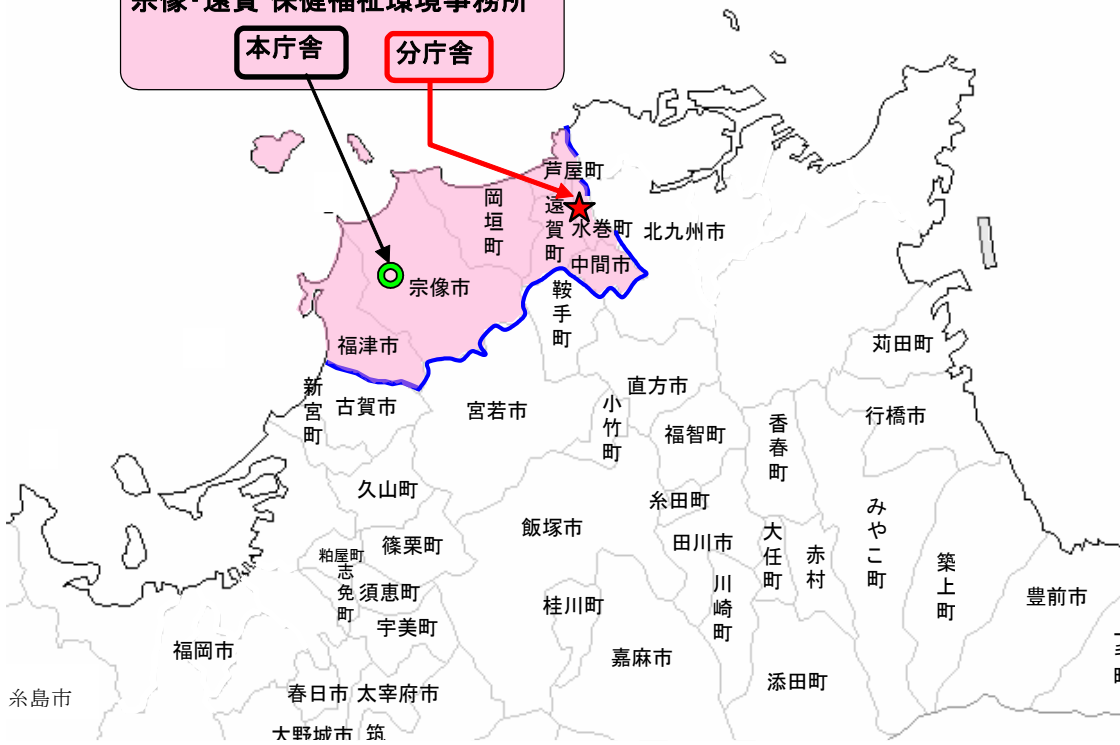 宗像・遠賀 保健福祉環境事務所
本庁舎
分庁舎
芦屋町
岡垣町
遠賀町
水巻町
北九州市
中間市
宗像市
鞍手町
福津市
苅田町
新宮町
古賀市
宮若市
直方市
小竹町
福智町
香春町
行橋市
久山町
糸田町
みやこ町
飯塚市
粕屋町
篠栗町
田川市
大任町
赤村
築上町
志免町
須恵町
川崎町
桂川町
豊前市
宇美町
福岡市
嘉麻市
添田町
糸島市
春日市
太宰府市
大野城市
筑